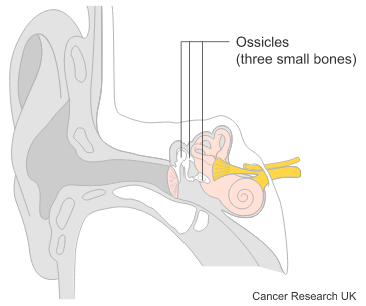 Ossicles
(three small bones)
Cancer Research UK